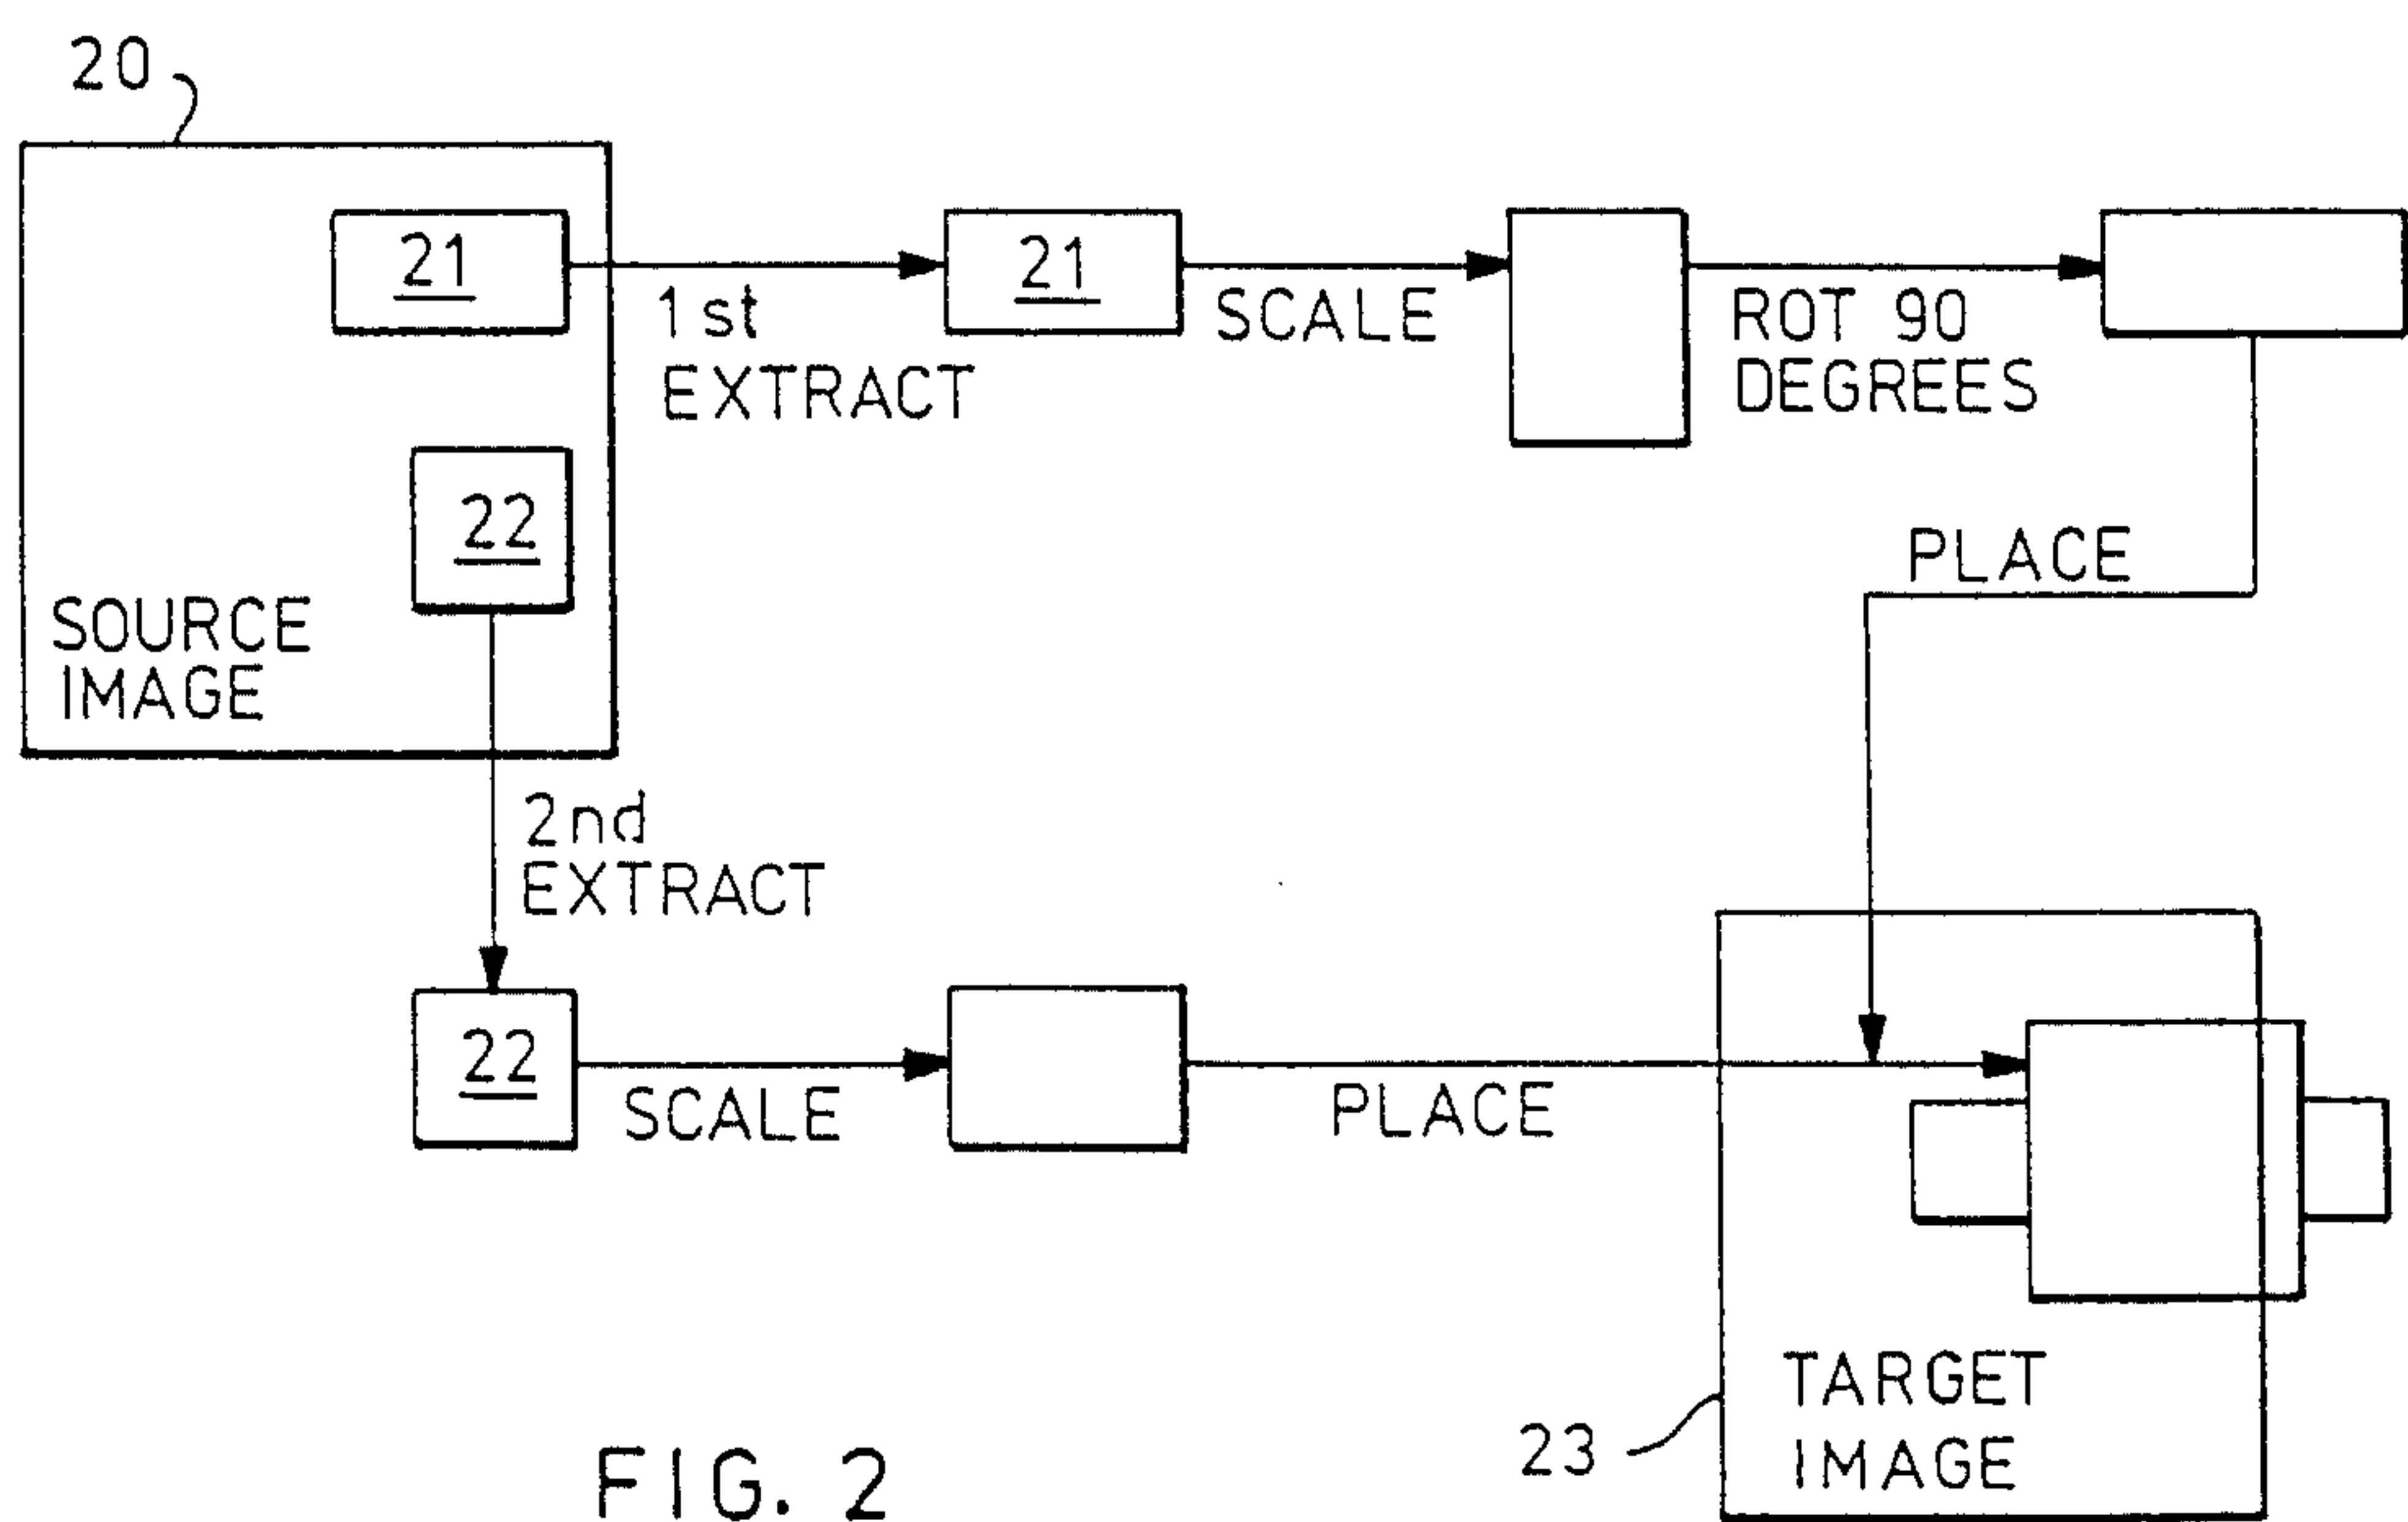 20
21
1st
EXTRACT
21
SCALE
ROT 90
DEGREES
22
SOURCE
IMAGE
PLACE
2nd
EXTRACT
22
SCALE
PLACE
TARGET
IMAGE
23
FIG. 2